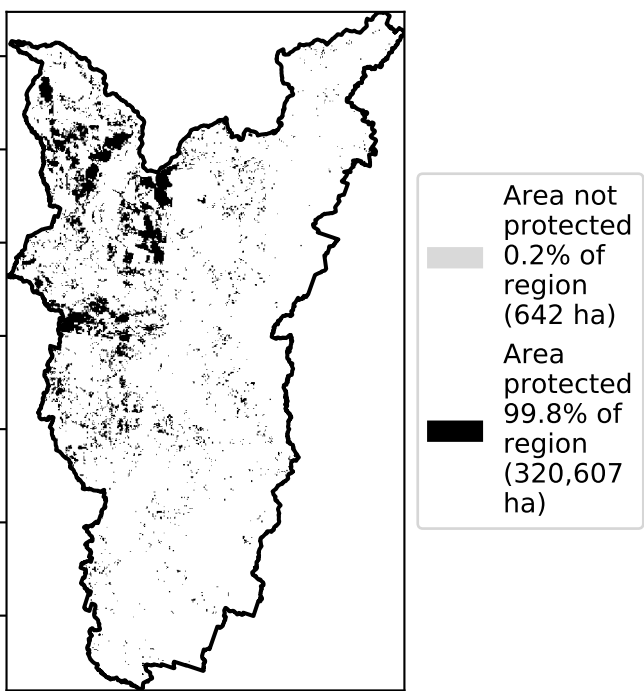 Area not
protected
0.2% of
region
(642 ha)
Area
protected
99.8% of
region
(320,607
ha)